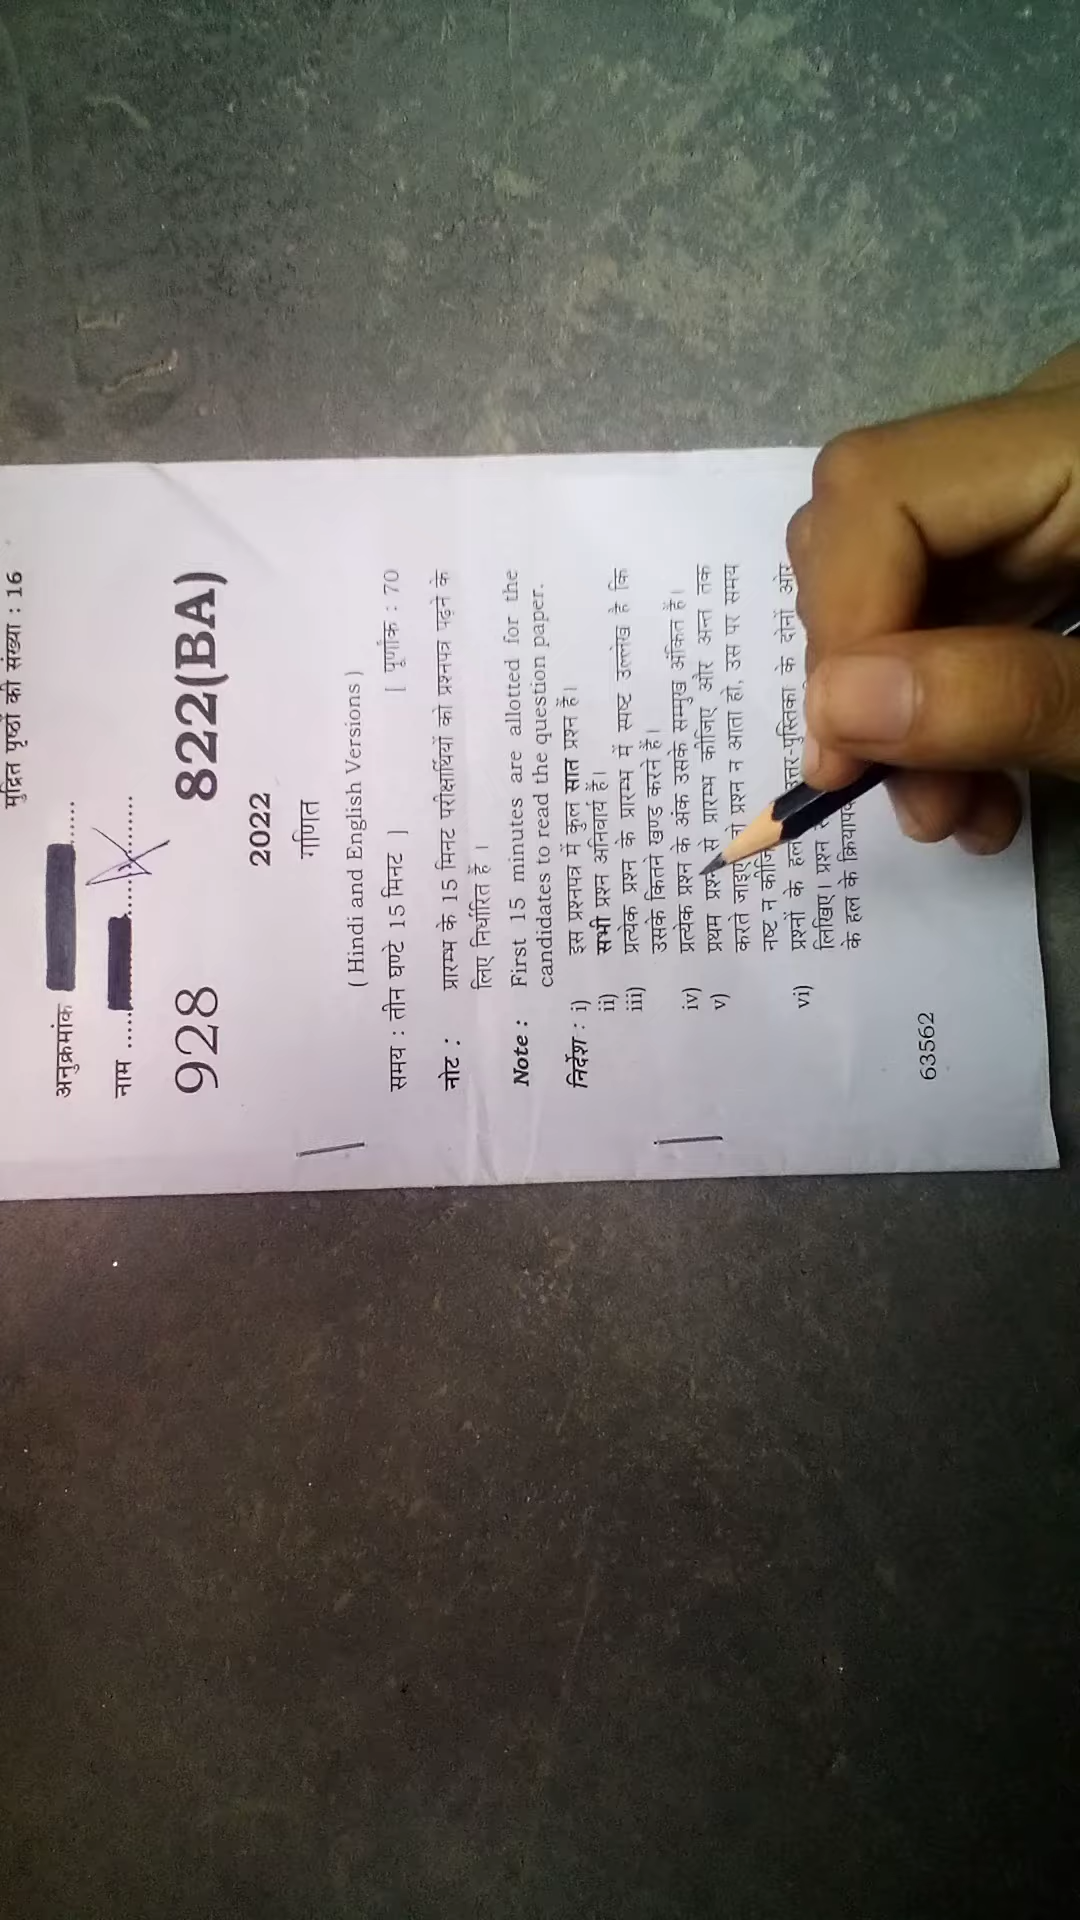 मुद्रित पृष्ठों की संख्या : 16
अनुक्रमांक ......
नाम ................
928 822(BA)
2022
गणित
( Hindi and English Versions )
समय : तीन घण्टे 15 मिनट ] [ पूर्णांक : 70
नोट : प्रारम्भ के 15 मिनट परीक्षार्थियों को प्रश्नपत्र पढ़ने के
लिए निर्धारित हैं ।
Note : First 15 minutes are allotted for the
candidates to read the question paper.
निर्देश : i) इस प्रश्नपत्र में कुल सात प्रश्न हैं।
ii) सभी प्रश्न अनिवार्य हैं।
iii) प्रत्येक प्रश्न के प्रारम्भ में स्पष्ट उल्लेख है कि
उसके कितने खण्ड करने हैं।
iv) प्रत्येक प्रश्न के अंक उसके सम्मुख अंकित हैं।
v) प्रथम प्रश्न से प्रारम्भ कीजिए और अन्त तक
करते जाइए प्रश्न न आता हो, उस पर समय
नष्ट न
vi) प्रश्नों के हल के दोनों ओर
लिखिए। प्रश्न
के हल के
63562